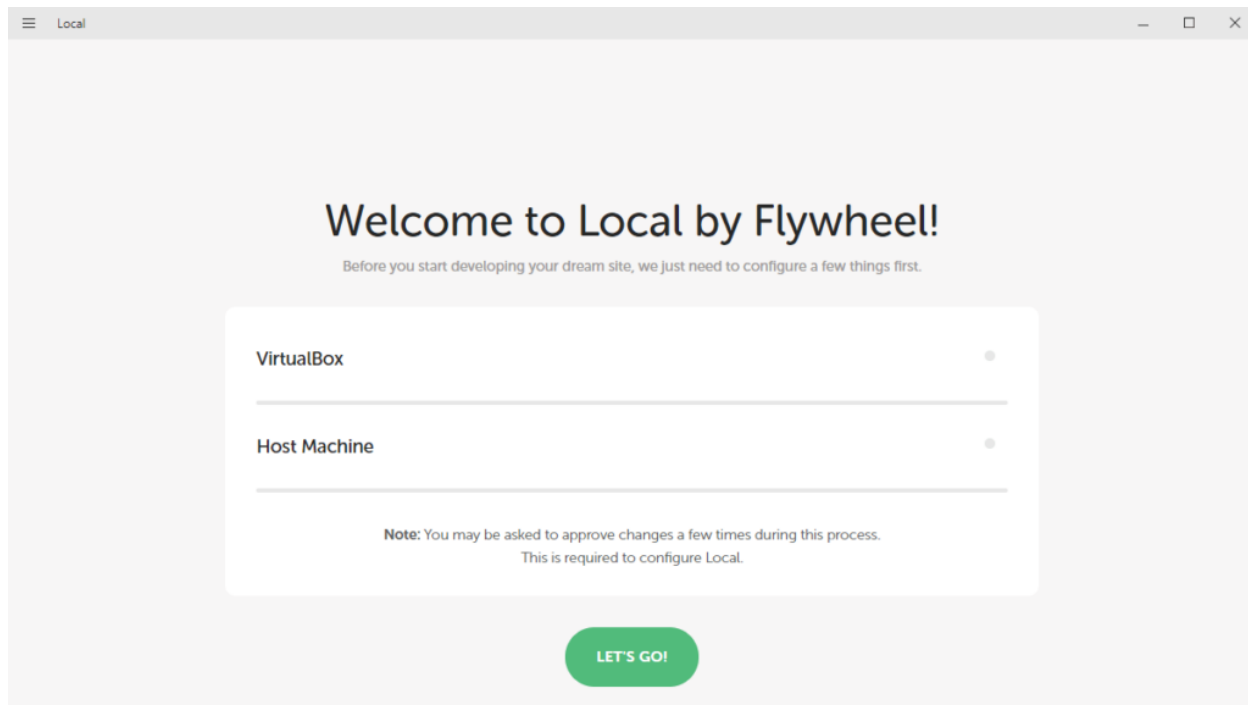 Local
Welcome to Local by Flywheel!
Before you start developing your dream site, we just need to configure a few things first.
VirtualBox
Host Machine
Note: You may be asked to approve changes a few times during this process.
This is required to configure Local.
LET'S GO!